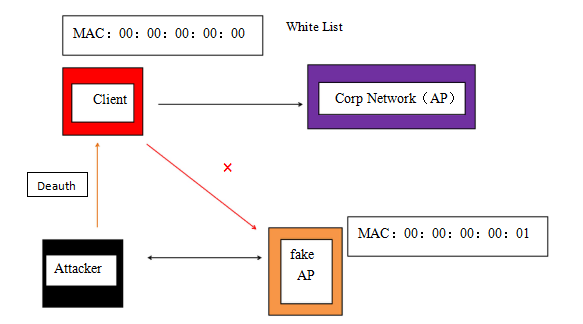 MAC：00：00：00：00：00
White List
Client
Corp Network（AP）
Deauth
MAC：00：00：00：00：01
fake
AP
Attacker